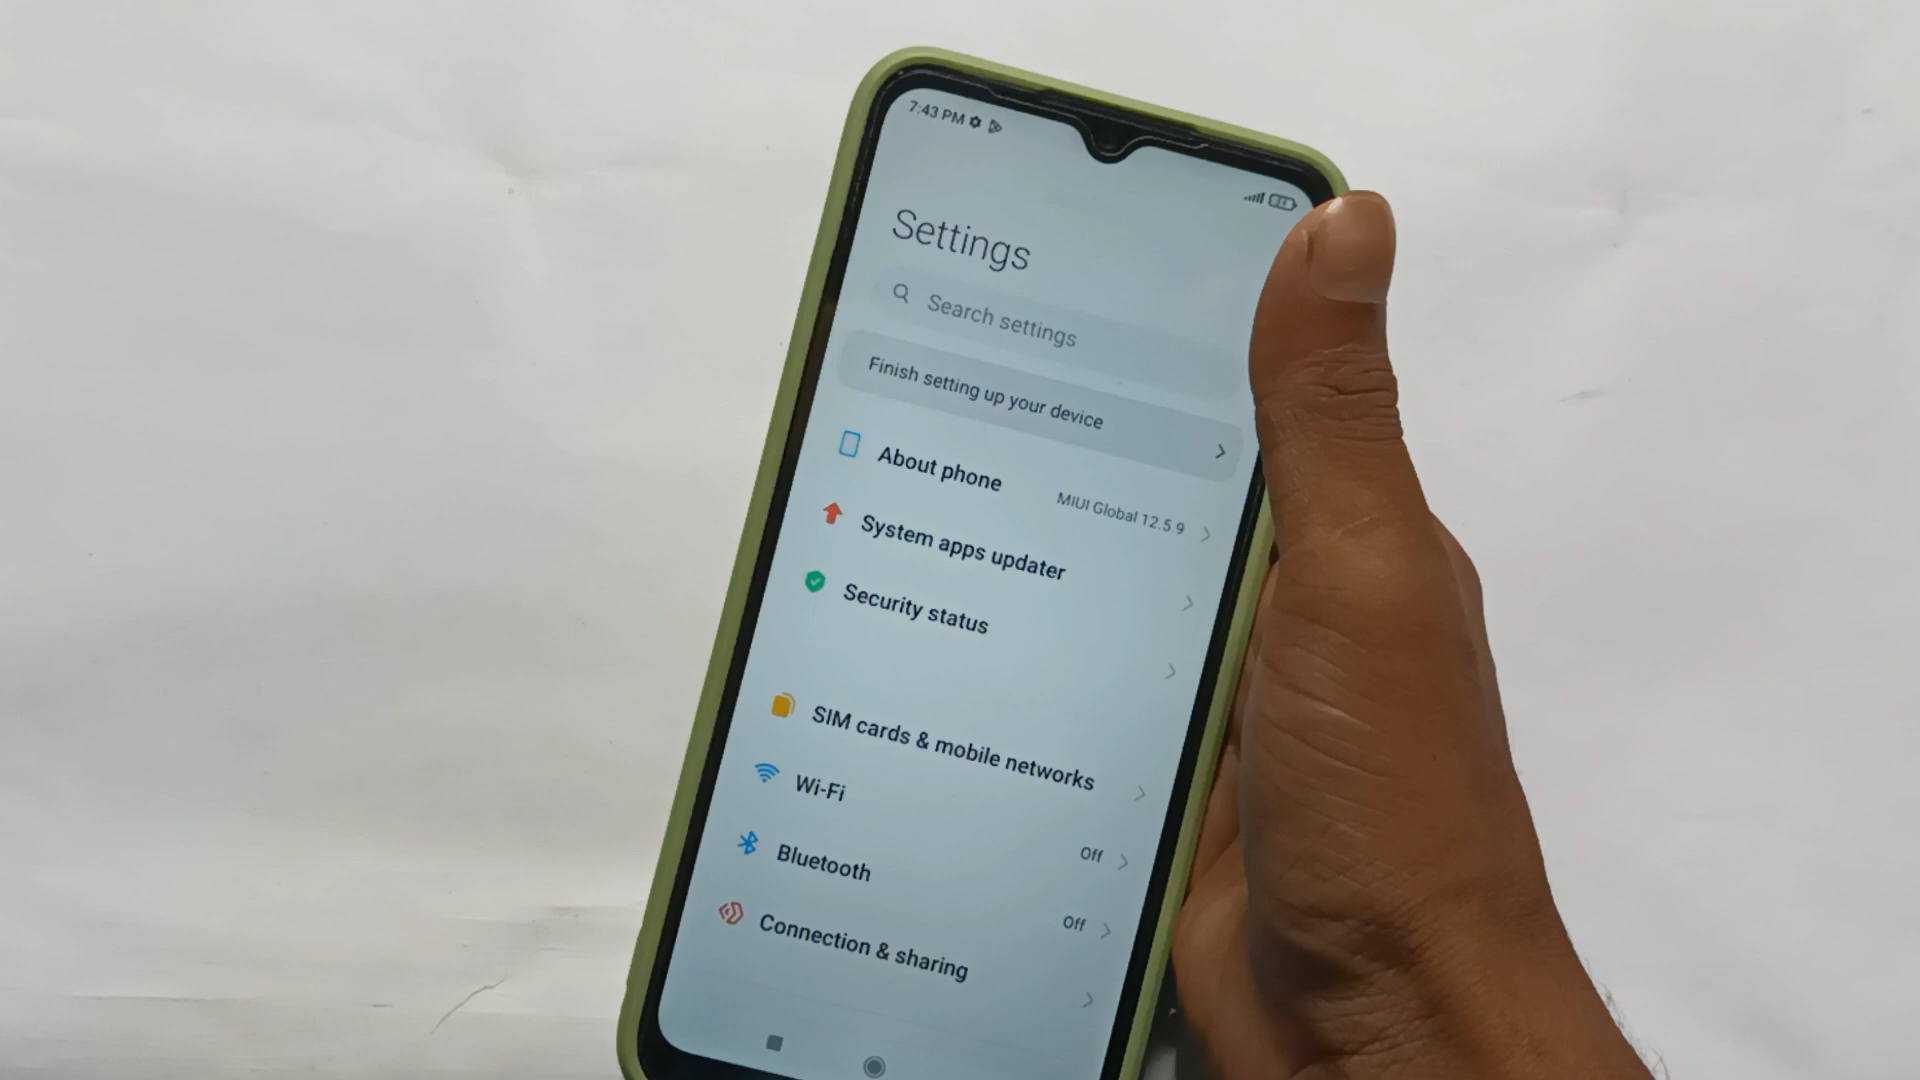 7:43 PM
Settings
Search settings
Finish setting up your device
About phone
MIUI Global 12.5.9
System apps updater
Security status
SIM cards & mobile networks
Wi-Fi
Off
Bluetooth
Off
Connection & sharing